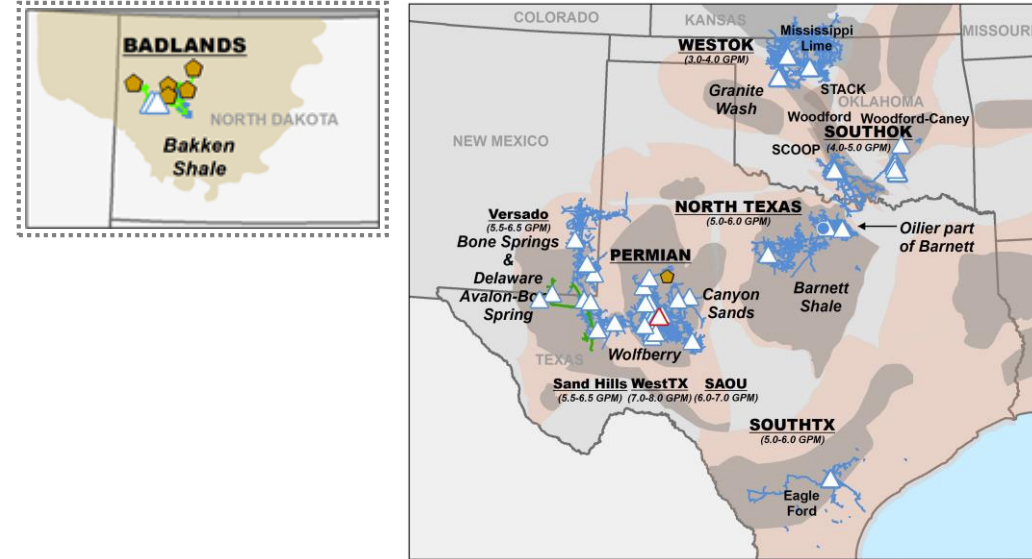 BADLANDS
NORTH DAKOTA
Bakken
Shale
COLORADO
KANSAS
MISSOURI
WESTOK
(3.0-4.0 GPM)
Mississippi
Lime
Granite
Wash
STACK
OKLAHOMA
Woodford
Woodford-Caney
SOUTHOK
(4.0-5.0 GPM)
SCOOP
NEW MEXICO
Versado
(5.5-6.5 GPM)
Bone Springs
&
Delaware
Avalon-Bone
Spring
NORTH TEXAS
(5.0-6.0 GPM)
Oilier part
of Barnett
PERMIAN
Canyon
Sands
Barnett
Shale
Wolfberry
TEXAS
Sand Hills
(5.5-6.5 GPM)
WestTX
(7.0-8.0 GPM)
SAOU
(6.0-7.0 GPM)
SOUTHTX
(5.0-6.0 GPM)
Eagle
Ford